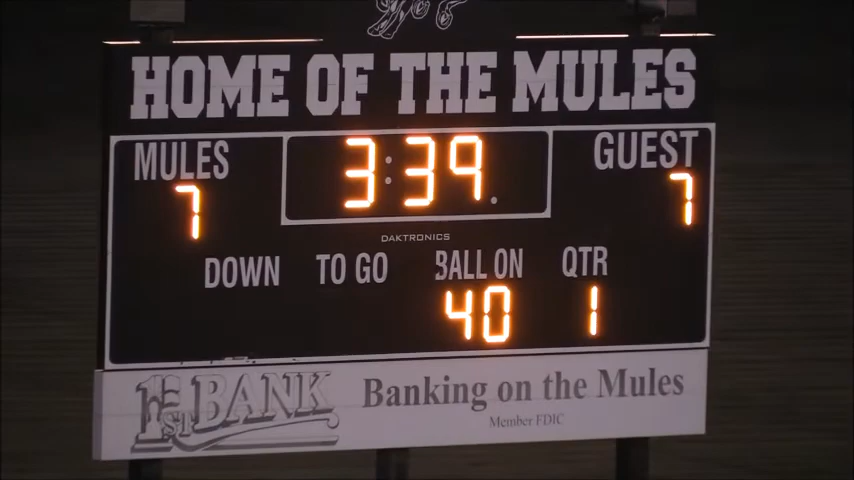 HOME OF THE MULES
MULES 3:39 GUEST
7 7
DAKTRONICS
DOWN TO GO BALL ON QTR
40 1
1ST BANK Banking on the Mules
Member FDIC